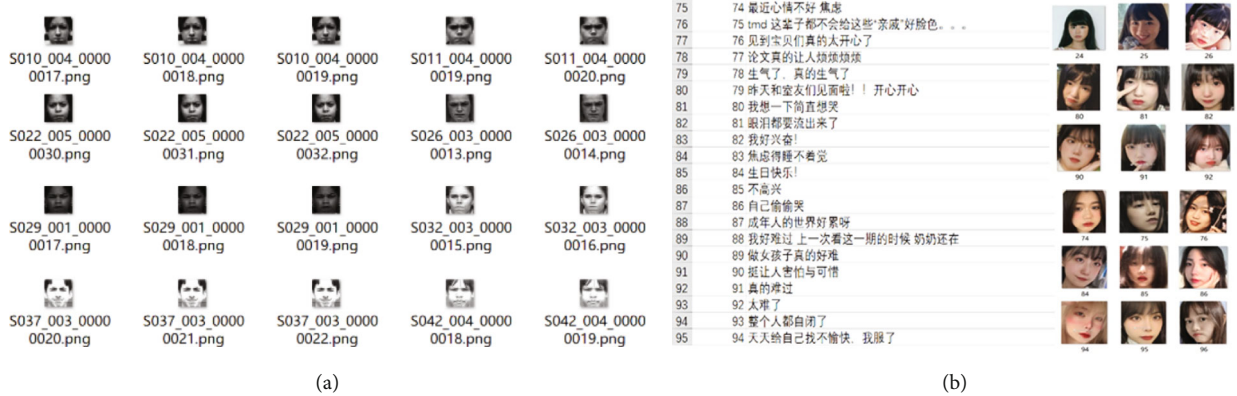 S010_004_0000 S010_004_0000 S010_004_0000 S011_004_0000 S011_004_0000
0017.png 0018.png 0019.png 0019.png 0020.png
S022_005_0000 S022_005_0000 S022_005_0000 S026_003_0000 S026_003_0000
0030.png 0031.png 0032.png 0013.png 0014.png
S029_001_0000 S029_001_0000 S029_001_0000 S032_003_0000 S032_003_0000
0017.png 0018.png 0019.png 0015.png 0016.png
S037_003_0000 S037_003_0000 S037_003_0000 S042_004_0000 S042_004_0000
0020.png 0021.png 0022.png 0018.png 0019.png
(a)
75 74 最近心情不好 焦虑
76 75 tmd 这辈子都不会给这些“亲戚”好脸色。。。
77 76 见到宝贝们真的太开心了
78 77 论文真的让人烦烦烦烦
79 78 生气了，真的生气了
80 79 昨天和室友们见面啦！！开心开心
81 80 我想一下简直想哭
82 81 眼泪都要流出来了
83 82 我好兴奋!
84 83 焦虑得睡不着觉
85 84 生日快乐!
86 85 不高兴
87 86 自己偷偷哭
88 87 成年人的世界好累呀
89 88 我好难过 上一次看这一期的时候 奶奶还在
90 89 做女孩子真的好难
91 90 挺让人害怕与可惜
92 91 真的难过
93 92 太难了
94 93 整个人都自闭了
95 94 天天给自己找不愉快，我服了
24 25 26
80 81 82
90 91 92
74 75 76
84 85 86
94 95 96
(b)